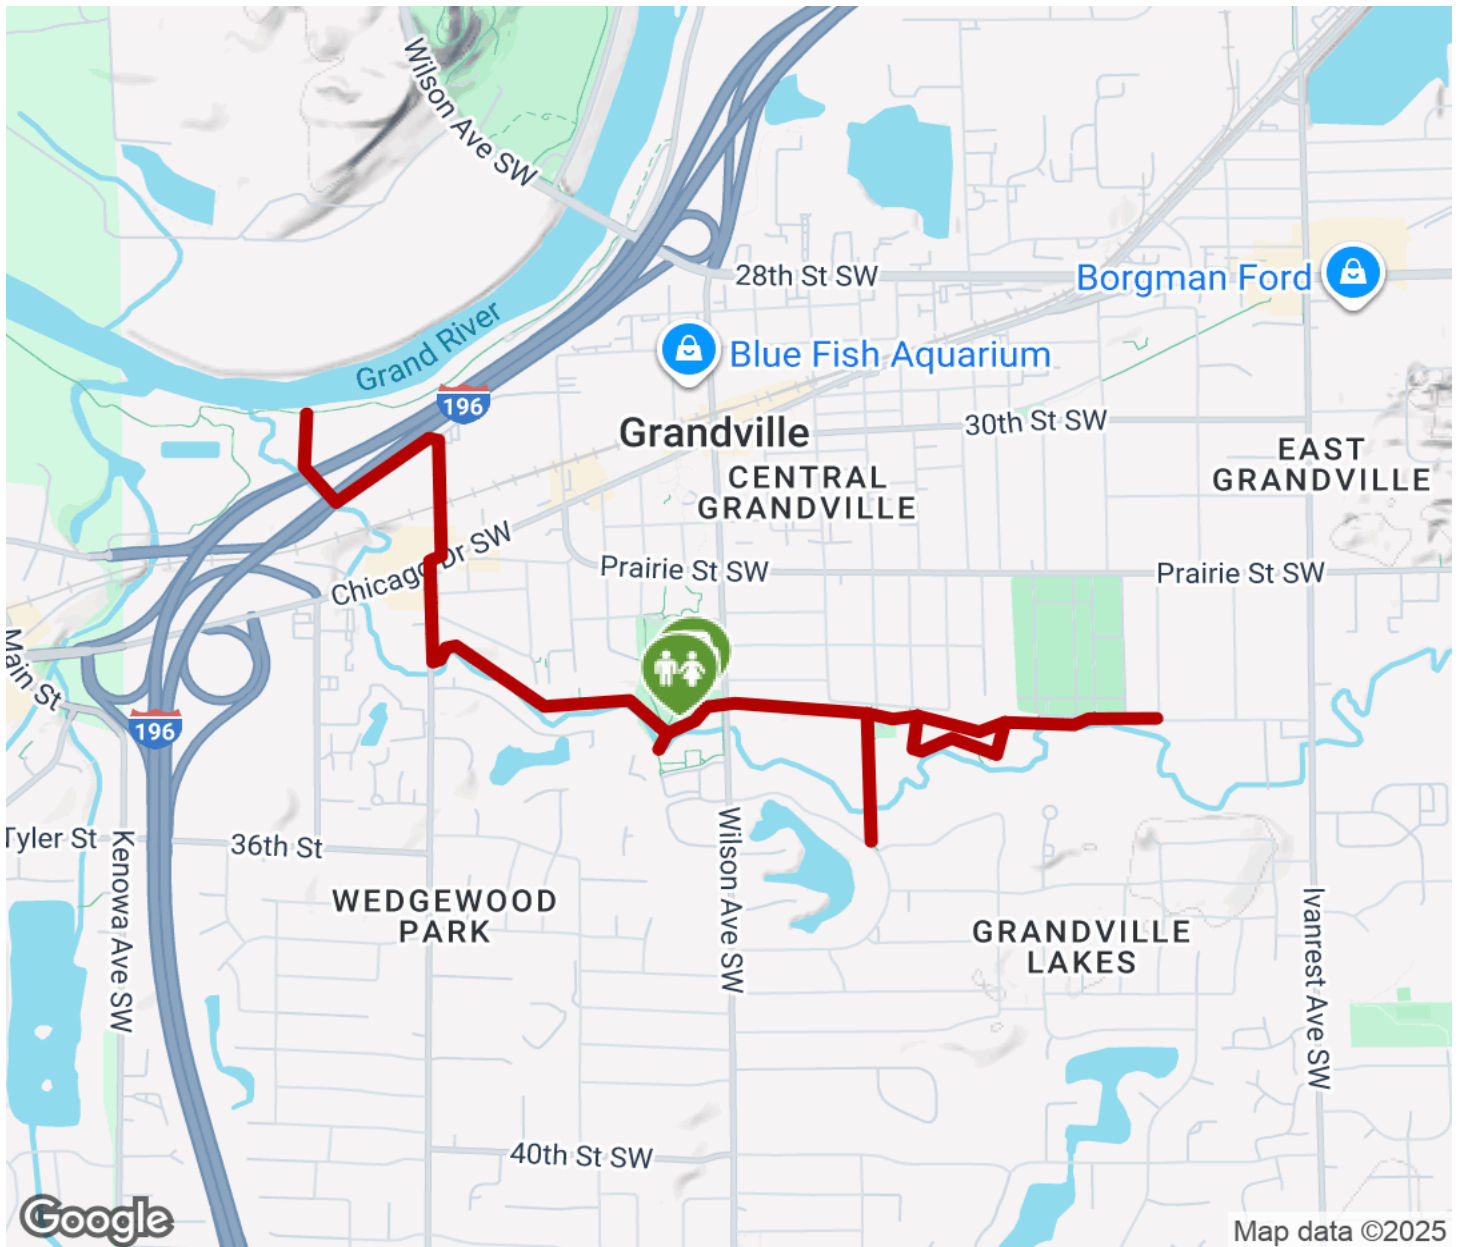 Wilson Ave SW
28th St SW
Borgman Ford
Grand River
Blue Fish Aquarium
196
Grandville
30th St SW
CENTRAL
GRANDVILLE
EAST
GRANDVILLE
Chicago Dr SW
Prairie St SW
Prairie St SW
Main St
196
Tyler St
36th St
Kenowa Ave SW
Wilson Ave SW
WEDGEWOOD
PARK
GRANDVILLE
LAKES
Ivanrest Ave SW
40th St SW
Google
Map data ©2025